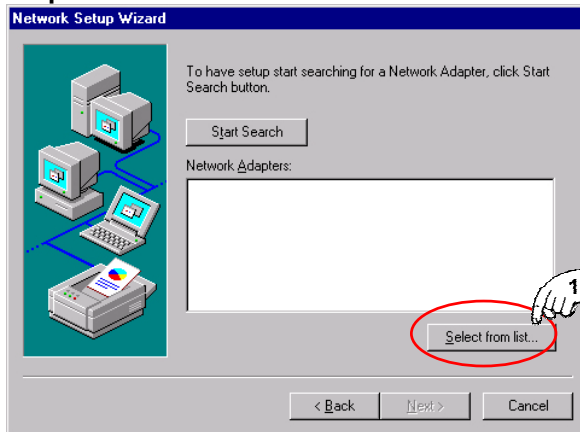 Network Setup Wizard
To have setup start searching for a Network Adapter, click Start
Search button.
Start Search
Network Adapters:
1
Select from list...
< Back
Next >
Cancel